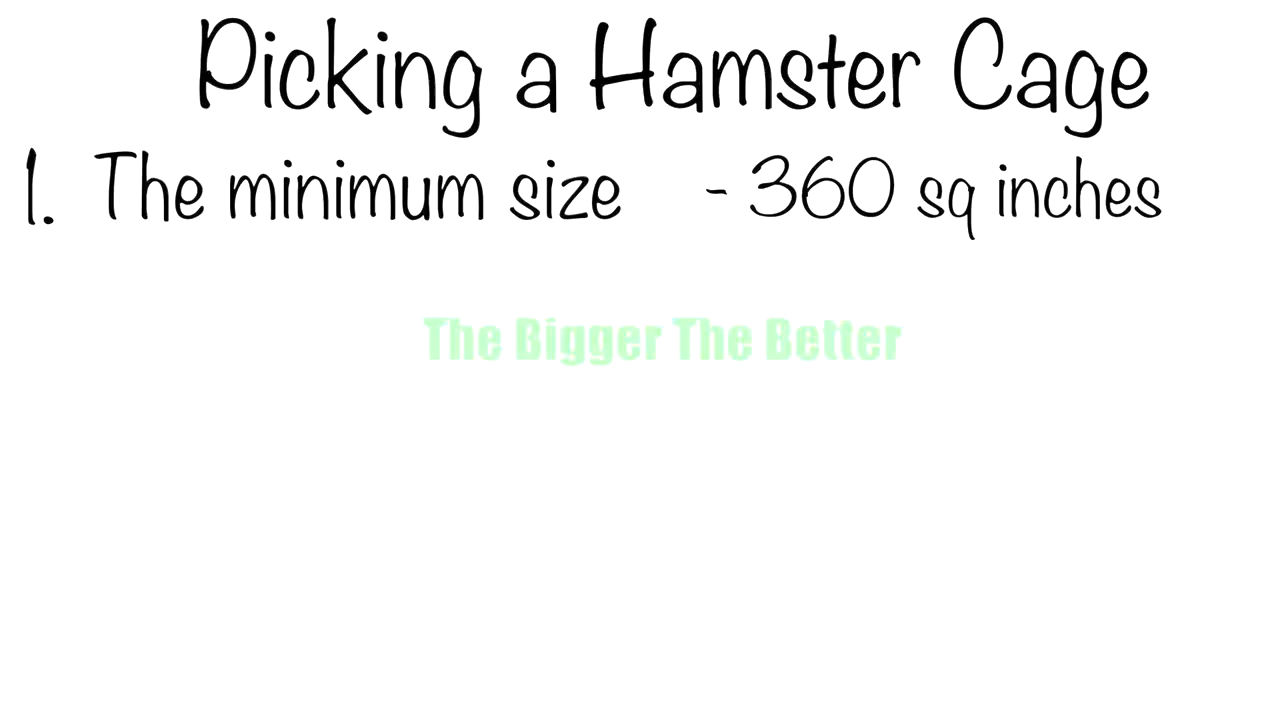 Picking a Hamster Cage
1. The minimum size - 360 sq inches
The Bigger The Better